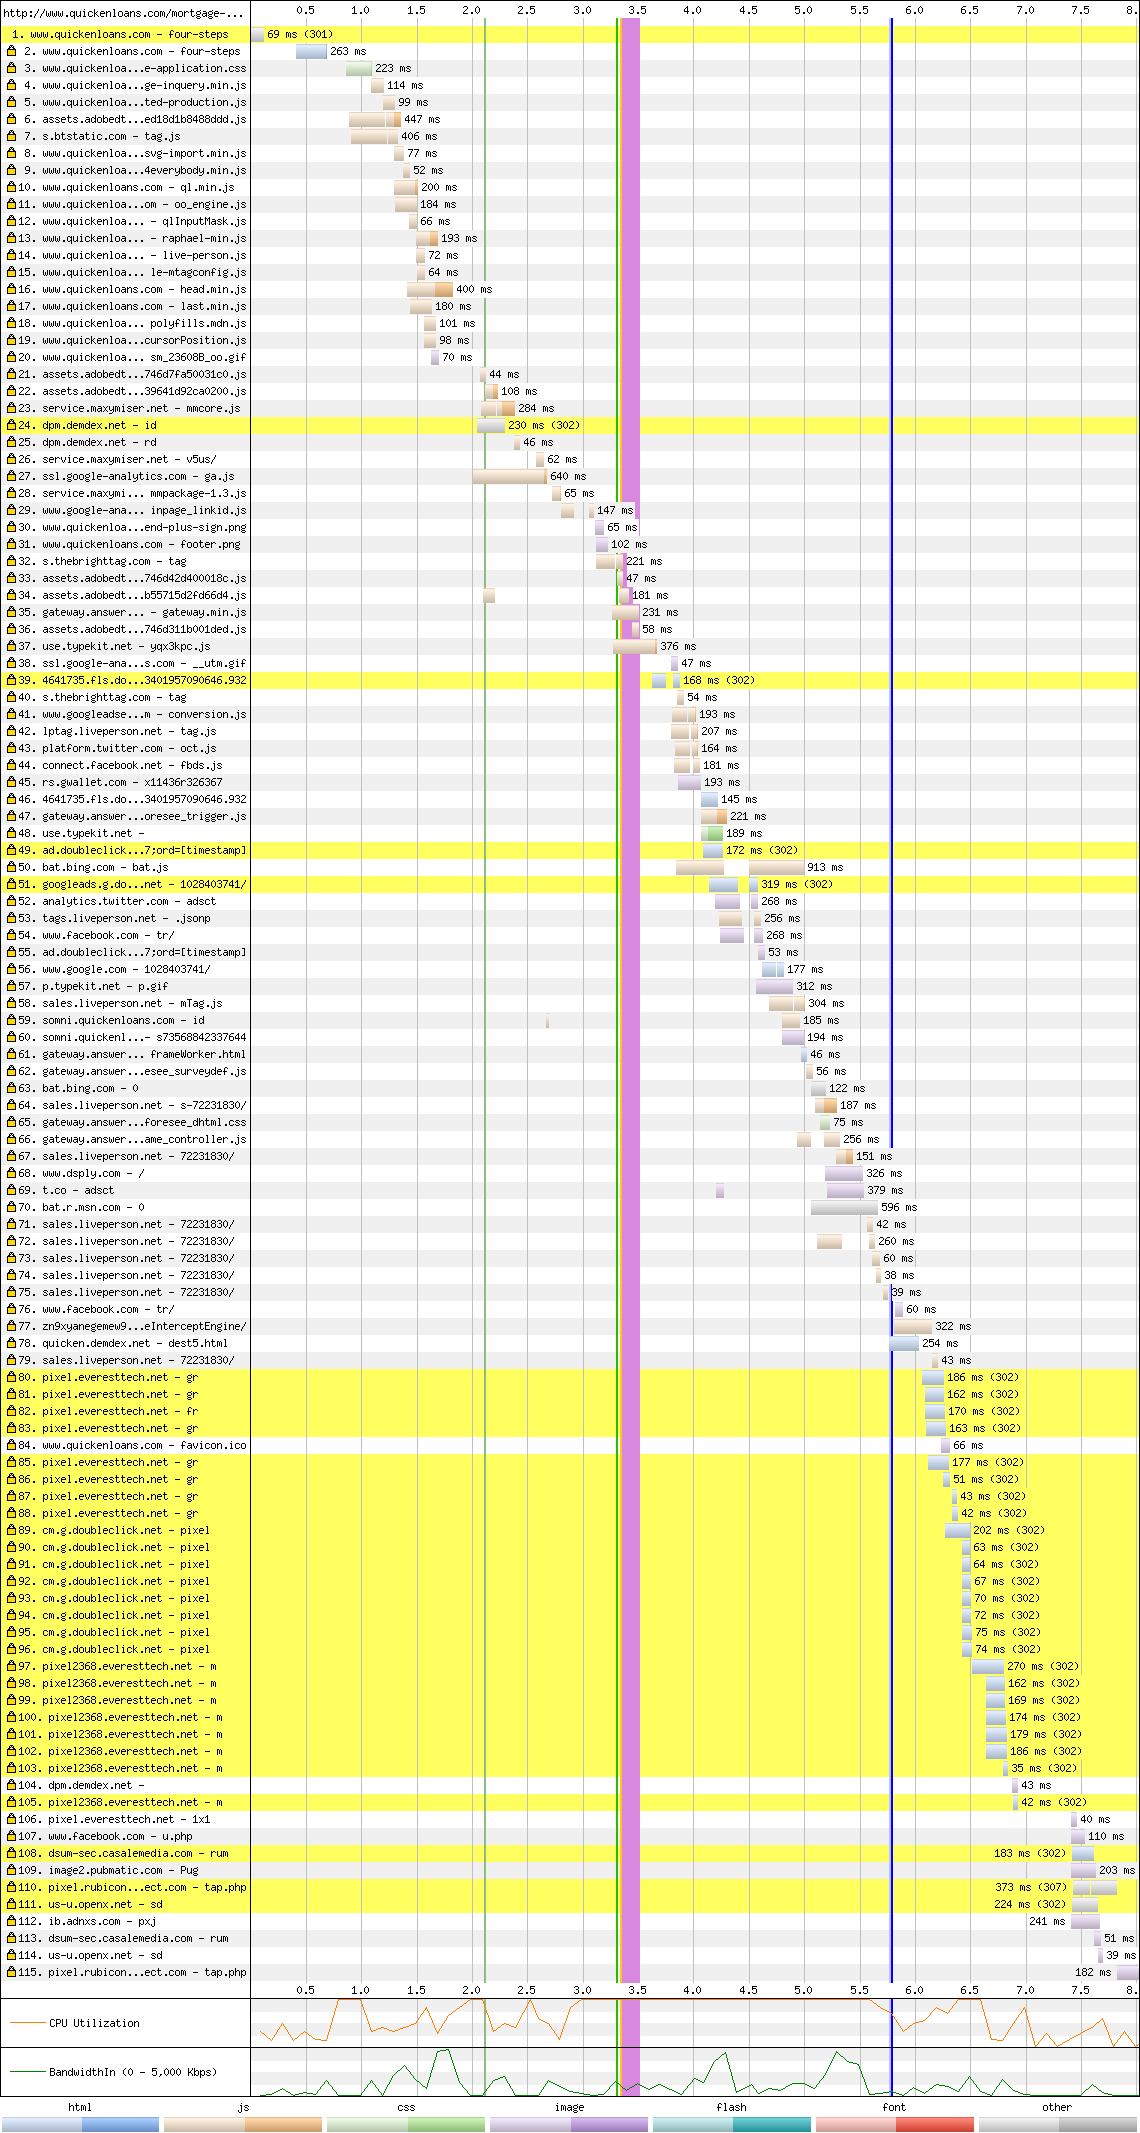 http://www.quickenloans.com/mortgage-...
0.5 1.0 1.5 2.0 2.5 3.0 3.5 4.0 4.5 5.0 5.5 6.0 6.5 7.0 7.5 8.
1. www.quickenloans.com - four-steps 69 ms (301)
2. www.quickenloans.com - four-steps 263 ms
3. www.quickenloa...e-application.css 223 ms
4. www.quickenloa...ge-inquery.min.js 114 ms
5. www.quickenloa...ted-production.js 99 ms
6. assets.adobedt...ed18d1b8488ddd.js 447 ms
7. s.btstatic.com - tag.js 406 ms
8. www.quickenloa...svg-import.min.js 77 ms
9. www.quickenloa...4everybody.min.js 52 ms
10. www.quickenloans.com - ql.min.js 200 ms
11. www.quickenloa...om - oo_engine.js 184 ms
12. www.quickenloa... - qlInputMask.js 66 ms
13. www.quickenloa... - raphael-min.js 193 ms
14. www.quickenloa... - live-person.js 72 ms
15. www.quickenloa... le-mtagconfig.js 64 ms
16. www.quickenloans.com - head.min.js 400 ms
17. www.quickenloans.com - last.min.js 180 ms
18. www.quickenloa... polyfills.mdn.js 101 ms
19. www.quickenloa...cursorPosition.js 98 ms
20. www.quickenloa... sm_23608B_oo.gif 70 ms
21. assets.adobedt...746d7fa50031c0.js 44 ms
22. assets.adobedt...39641d92ca0200.js 108 ms
23. service.maxymiser.net - mmcore.js 284 ms
24. dpm.demdex.net - id 230 ms (302)
25. dpm.demdex.net - rd 46 ms
26. service.maxymiser.net - v5us/ 62 ms
27. ssl.google-analytics.com - ga.js 640 ms
28. service.maxymi... mmpackage-1.3.js 65 ms
29. www.google-ana... inpage_linkid.js 147 ms
30. www.quickenloa...end-plus-sign.png 65 ms
31. www.quickenloans.com - footer.png 102 ms
32. s.thebrighttag.com - tag 221 ms
33. assets.adobedt...746d42d400018c.js 47 ms
34. assets.adobedt...b55715d2fd66d4.js 181 ms
35. gateway.answer... - gateway.min.js 231 ms
36. assets.adobedt...746d311b001ded.js 58 ms
37. use.typekit.net - yqx3kpc.js 376 ms
38. ssl.google-ana...s.com - __utm.gif 47 ms
39. 4641735.fls.do...3401957090646.932 168 ms (302)
40. s.thebrighttag.com - tag 54 ms
41. www.googleadse...m - conversion.js 193 ms
42. lptag.liveperson.net - tag.js 207 ms
43. platform.twitter.com - oct.js 164 ms
44. connect.facebook.net - fbds.js 181 ms
45. rs.gwallet.com - x11436r326367 193 ms
46. 4641735.fls.do...3401957090646.932 145 ms
47. gateway.answer...oresee_trigger.js 221 ms
48. use.typekit.net - 189 ms
49. ad.doubleclick...7;ord=[timestamp] 172 ms (302)
50. bat.bing.com - bat.js 913 ms
51. googleads.g.do...net - 1028403741/ 319 ms (302)
52. analytics.twitter.com - adsct 268 ms
53. tags.liveperson.net - .jsonp 256 ms
54. www.facebook.com - tr/ 268 ms
55. ad.doubleclick...7;ord=[timestamp] 53 ms
56. www.google.com - 1028403741/ 177 ms
57. p.typekit.net - p.gif 312 ms
58. sales.liveperson.net - mTag.js 304 ms
59. somni.quickenloans.com - id 185 ms
60. somni.quickenl...- s73568842337644 194 ms
61. gateway.answer... frameWorker.html 46 ms
62. gateway.answer...esee_surveydef.js 56 ms
63. bat.bing.com - 0 122 ms
64. sales.liveperson.net - s-72231830/ 187 ms
65. gateway.answer...foresee_dhtml.css 75 ms
66. gateway.answer...ame_controller.js 256 ms
67. sales.liveperson.net - 72231830/ 151 ms
68. www.dsply.com - / 326 ms
69. t.co - adsct 379 ms
70. bat.r.msn.com - 0 596 ms
71. sales.liveperson.net - 72231830/ 42 ms
72. sales.liveperson.net - 72231830/ 260 ms
73. sales.liveperson.net - 72231830/ 60 ms
74. sales.liveperson.net - 72231830/ 38 ms
75. sales.liveperson.net - 72231830/ 39 ms
76. www.facebook.com - tr/ 60 ms
77. zn9xyanegemew9...eInterceptEngine/ 322 ms
78. quicken.demdex.net - dest5.html 254 ms
79. sales.liveperson.net - 72231830/ 43 ms
80. pixel.everesttech.net - gr 186 ms (302)
81. pixel.everesttech.net - gr 162 ms (302)
82. pixel.everesttech.net - fr 170 ms (302)
83. pixel.everesttech.net - gr 163 ms (302)
84. www.quickenloans.com - favicon.ico 66 ms
85. pixel.everesttech.net - gr 177 ms (302)
86. pixel.everesttech.net - gr 51 ms (302)
87. pixel.everesttech.net - gr 43 ms (302)
88. pixel.everesttech.net - gr 42 ms (302)
89. cm.g.doubleclick.net - pixel 202 ms (302)
90. cm.g.doubleclick.net - pixel 63 ms (302)
91. cm.g.doubleclick.net - pixel 64 ms (302)
92. cm.g.doubleclick.net - pixel 67 ms (302)
93. cm.g.doubleclick.net - pixel 70 ms (302)
94. cm.g.doubleclick.net - pixel 72 ms (302)
95. cm.g.doubleclick.net - pixel 75 ms (302)
96. cm.g.doubleclick.net - pixel 74 ms (302)
97. pixel2368.everesttech.net - m 270 ms (302)
98. pixel2368.everesttech.net - m 162 ms (302)
99. pixel2368.everesttech.net - m 169 ms (302)
100. pixel2368.everesttech.net - m 174 ms (302)
101. pixel2368.everesttech.net - m 179 ms (302)
102. pixel2368.everesttech.net - m 186 ms (302)
103. pixel2368.everesttech.net - m 35 ms (302)
104. dpm.demdex.net - 43 ms
105. pixel2368.everesttech.net - m 42 ms (302)
106. pixel.everesttech.net - 1x1 40 ms
107. www.facebook.com - u.php 110 ms
108. dsum-sec.casalemedia.com - rum 183 ms (302)
109. image2.pubmatic.com - Pug 203 ms
110. pixel.rubicon...ect.com - tap.php 373 ms (307)
111. us-u.openx.net - sd 224 ms (302)
112. ib.adnxs.com - pxj 241 ms
113. dsum-sec.casalemedia.com - rum 51 ms
114. us-u.openx.net - sd 39 ms
115. pixel.rubicon...ect.com - tap.php 182 ms
0.5 1.0 1.5 2.0 2.5 3.0 3.5 4.0 4.5 5.0 5.5 6.0 6.5 7.0 7.5 8.
CPU Utilization
BandwidthIn (0 - 5,000 Kbps)
html js css image flash font other